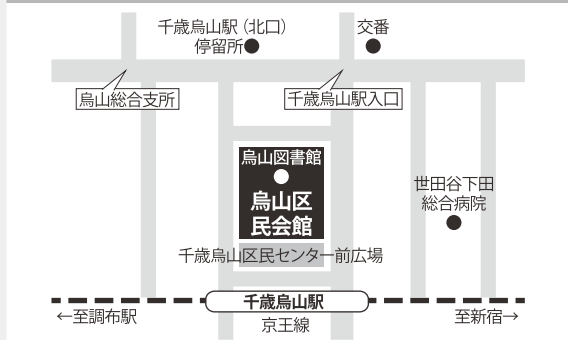 千歳烏山駅（北口）
停留所
交番
烏山総合支所
千歳烏山駅入口
烏山図書館
烏山区
民会館
世田谷下田
総合病院
千歳烏山区民センター前広場
千歳烏山駅
←至調布駅
京王線
至新宿→